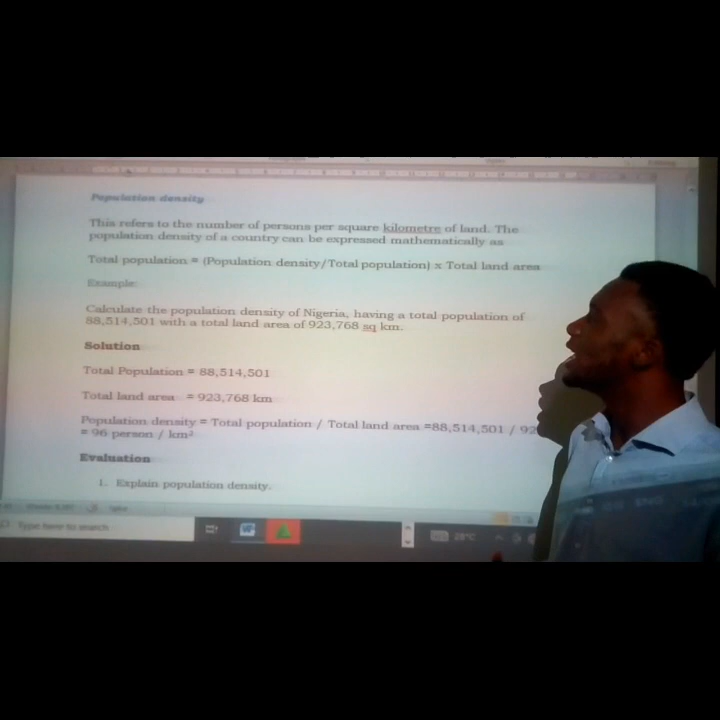 Population density
This refers to the number of persons per square kilometre of land. The
population density of a country can be expressed mathematically as
Total population = (Population density/Total population) x Total land area
Example:
Calculate the population density of Nigeria, having a total population of
88,514,501 with a total land area of 923,768 sq km.
Solution
Total Population = 88,514,501
Total land area = 923,768 km
Population density = Total population / Total land area =88,514,501 / 92
= 96 person / km²
Evaluation
1. Explain population density.
Type here to search
28°C